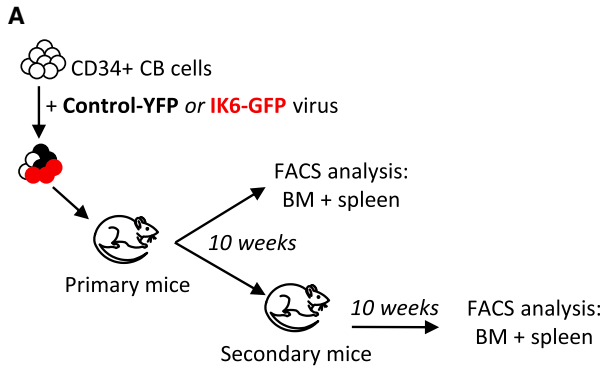 A
CD34+ CB cells
+ Control-YFP or IK6-GFP virus
FACS analysis:
BM + spleen
10 weeks
Primary mice
10 weeks
FACS analysis:
BM + spleen
Secondary mice